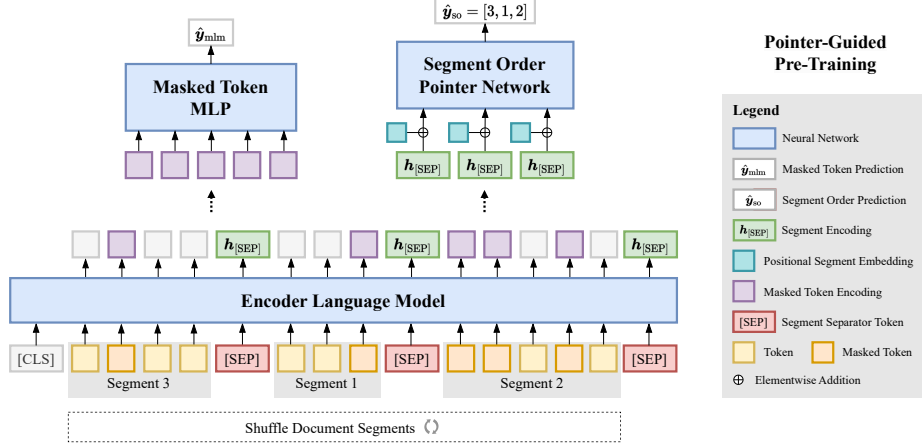 ŷ_mlm
ŷ_so = [3, 1, 2]
Masked Token
MLP
Segment Order
Pointer Network
h_[SEP] h_[SEP] h_[SEP]
h_[SEP] h_[SEP] h_[SEP]
Encoder Language Model
[CLS] [SEP] [SEP] [SEP]
Segment 3 Segment 1 Segment 2
Shuffle Document Segments
Pointer-Guided
Pre-Training
Legend
Neural Network
ŷ_mlm Masked Token Prediction
ŷ_so Segment Order Prediction
h_[SEP] Segment Encoding
Positional Segment Embedding
Masked Token Encoding
[SEP] Segment Separator Token
Token Masked Token
⊕ Elementwise Addition